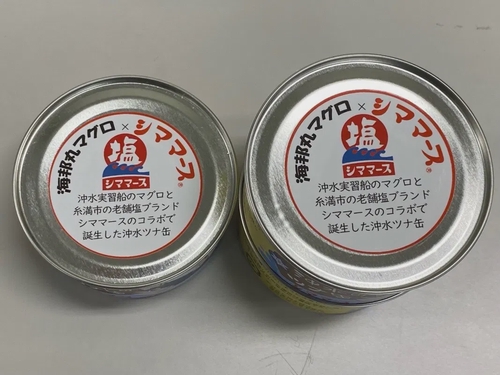 海邦丸マグロ×シママース®
塩
シママース
沖水実習船のマグロと
糸満市の老舗塩ブランド
シママースのコラボで
誕生した沖水ツナ缶
海邦丸マグロ×シママース®
塩
シママース
沖水実習船のマグロと
糸満市の老舗塩ブランド
シママースのコラボで
誕生した沖水ツナ缶